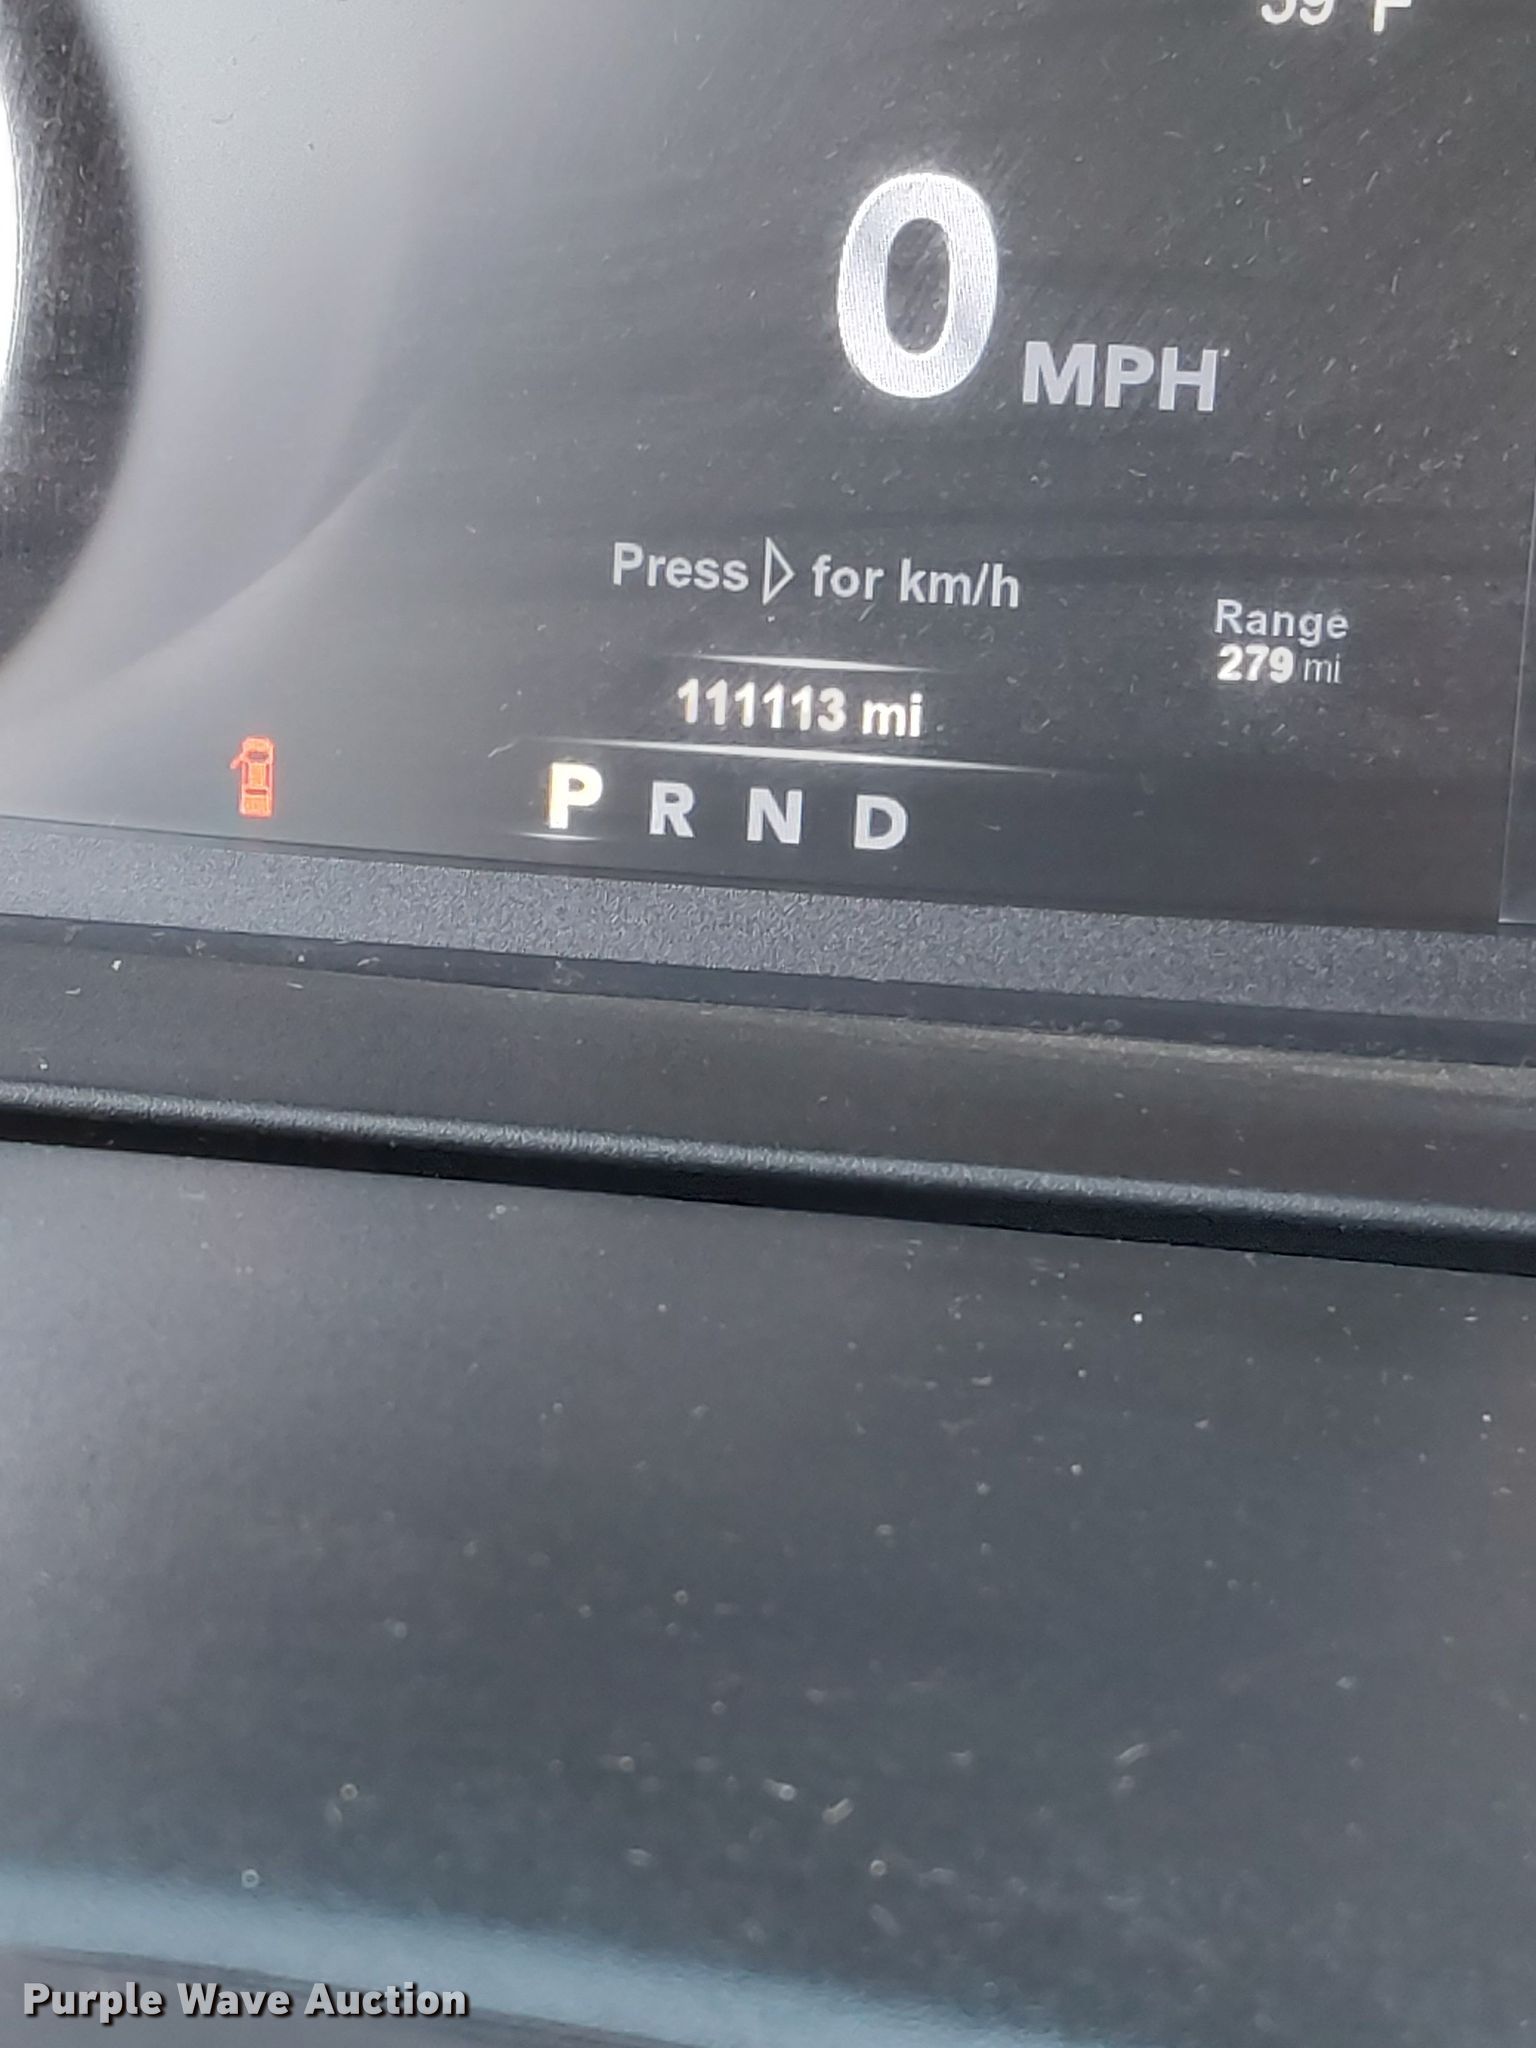 0 MPH
Press ▷ for km/h
Range
279 mi
111113 mi
P R N D
Purple Wave Auction